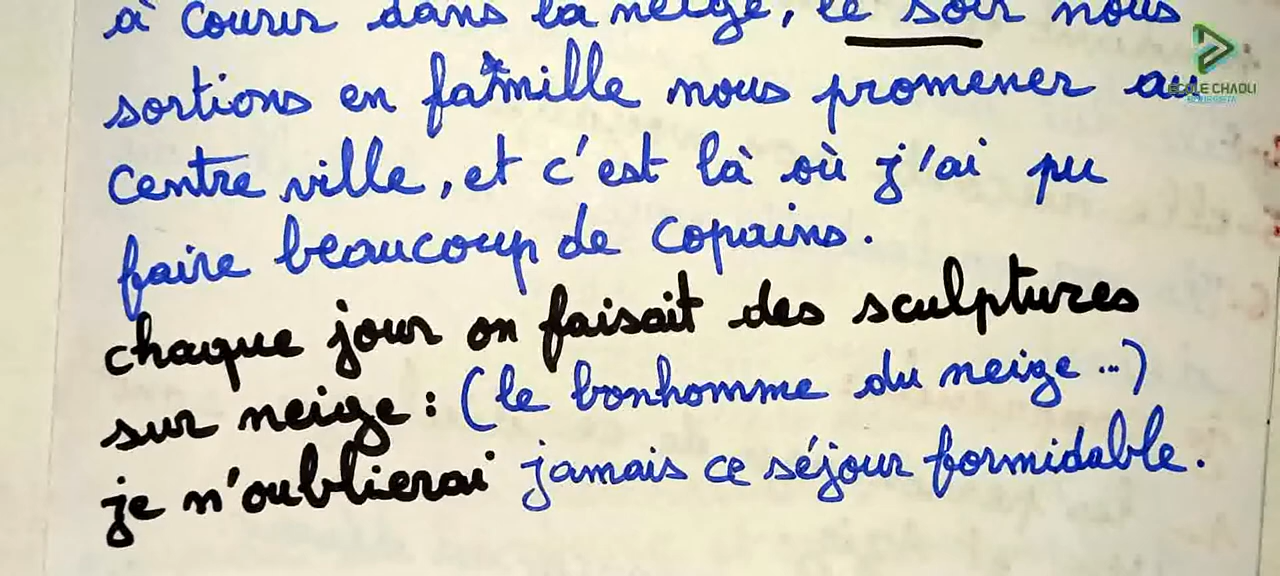 à courir dans la neige, le soir nous
sortions en famille nous promener au
centre ville, et c'est là où j'ai pu
faire beaucoup de copains.
chaque jour on faisait des sculptures
sur neige : (le bonhomme du neige ...)
je n'oublierai jamais ce séjour formidable.
ECOLE CHAOLI